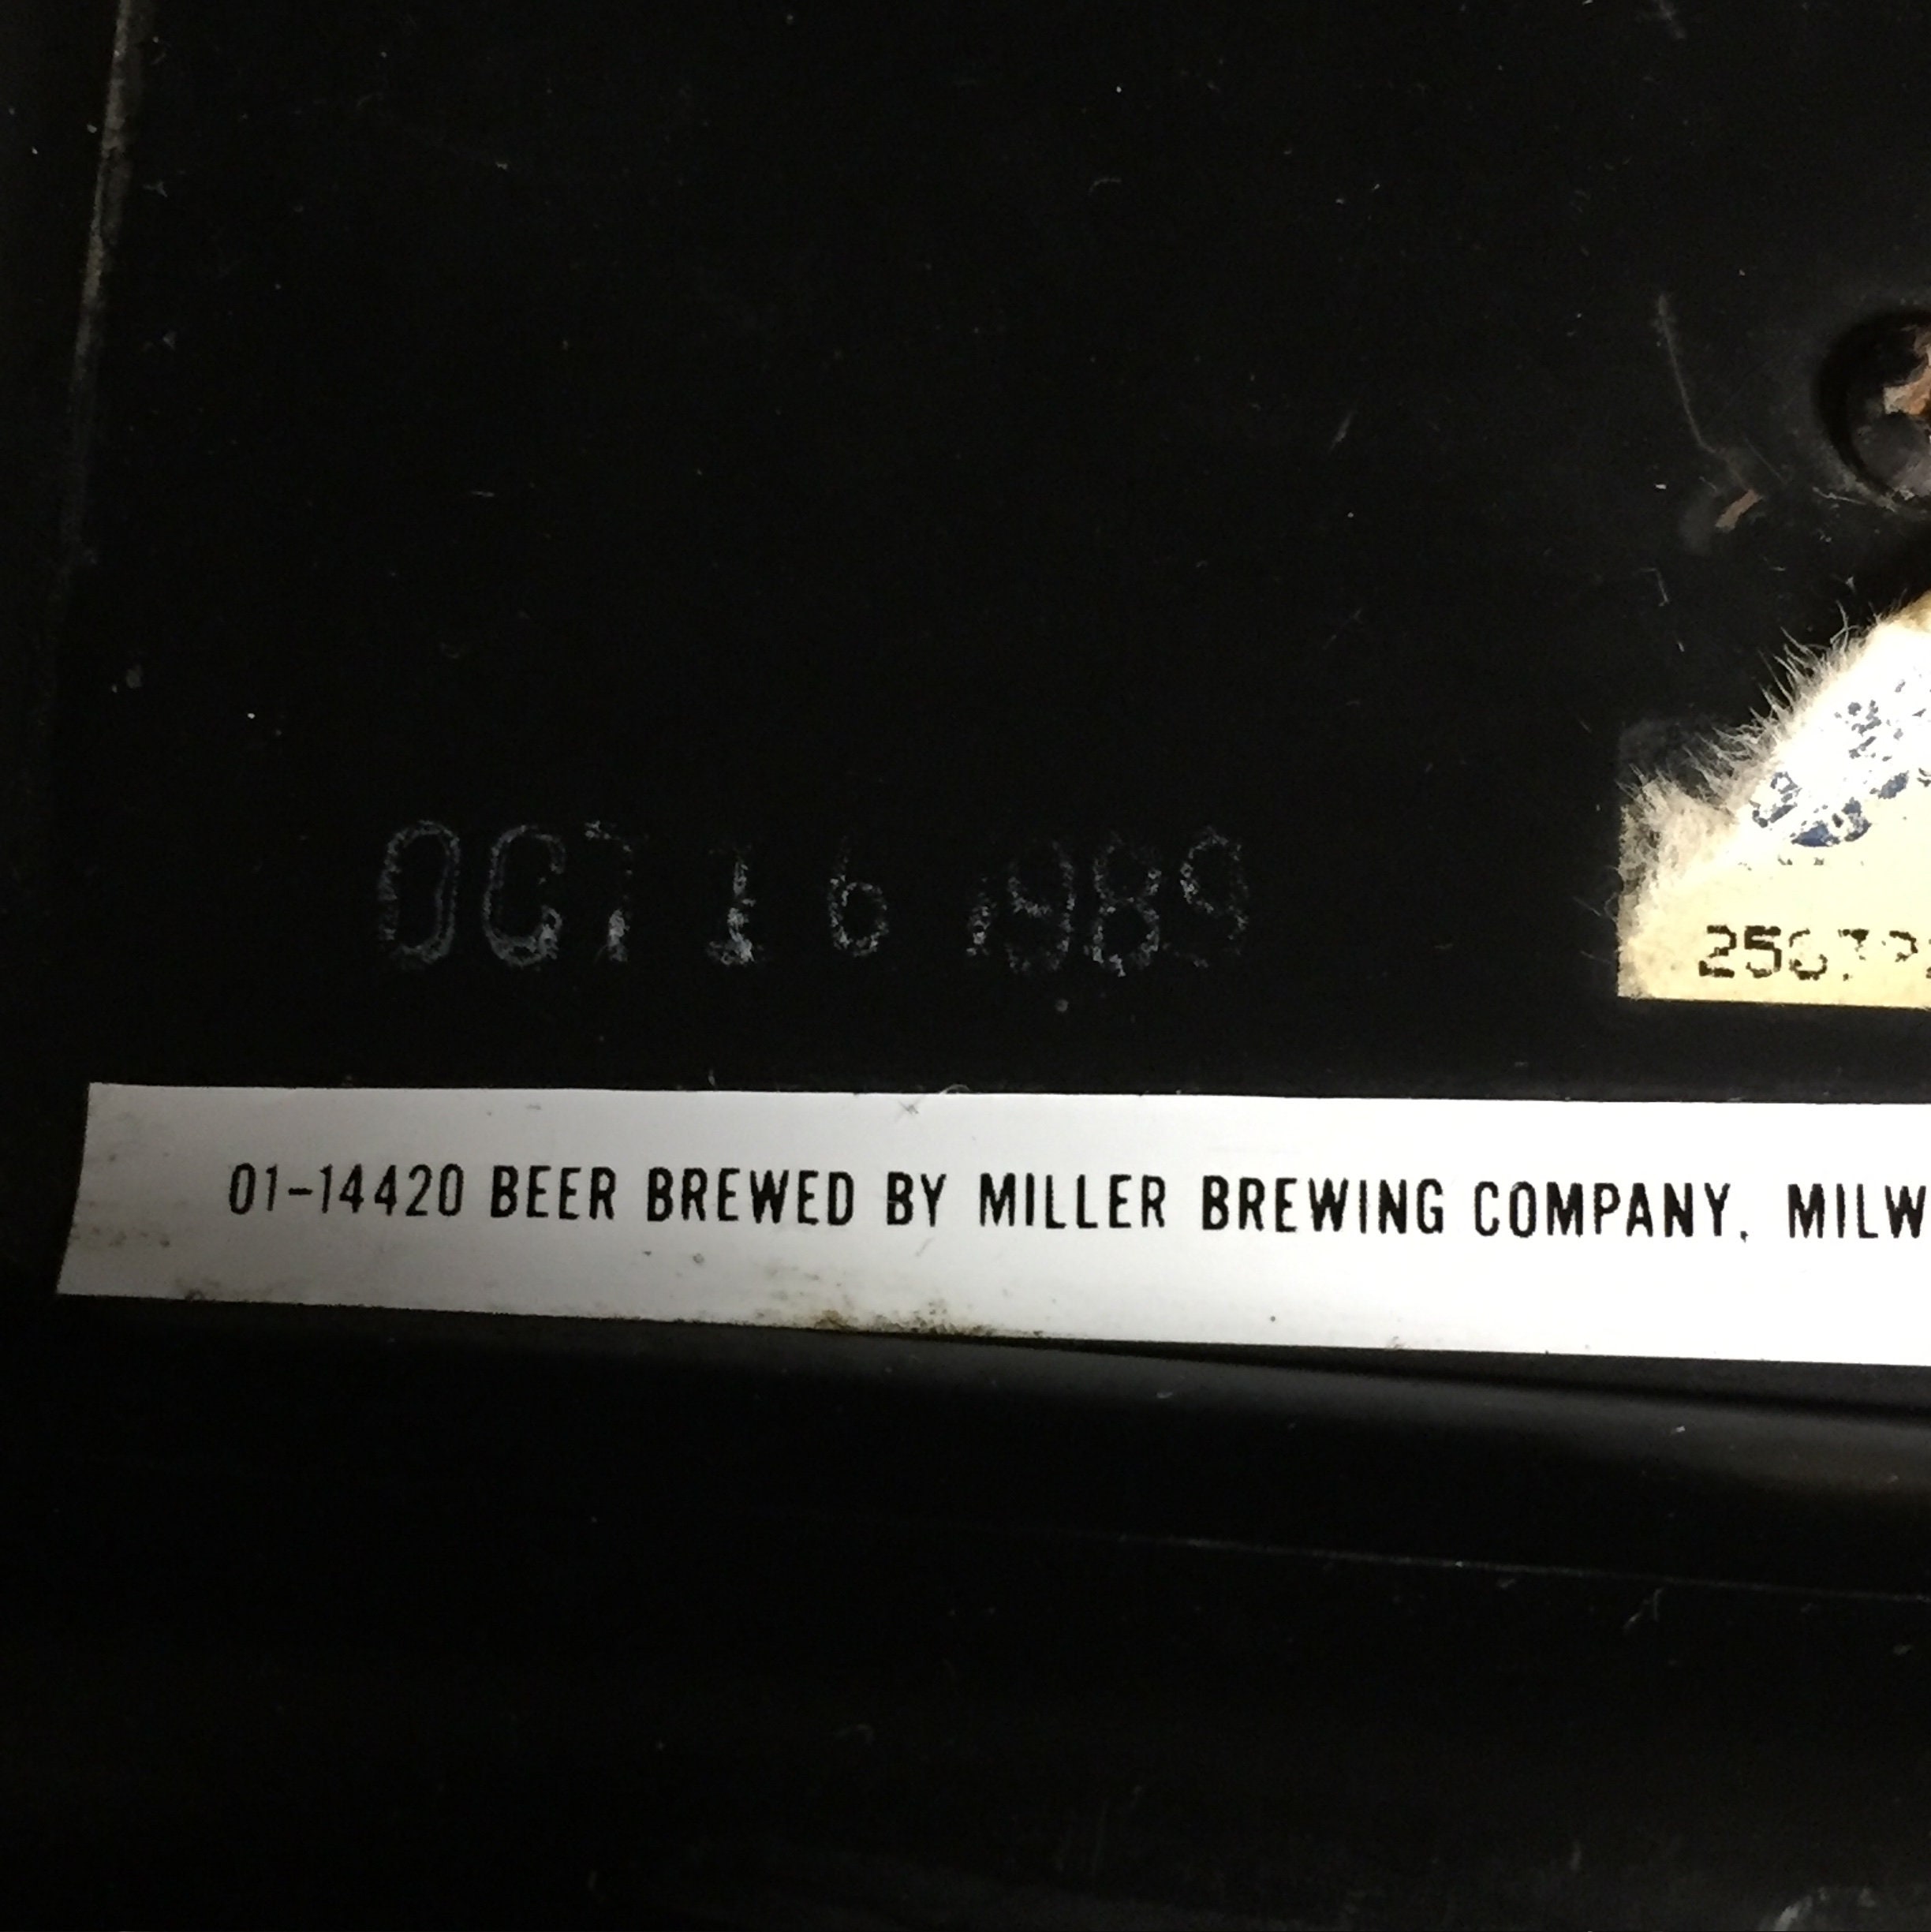 OCT 16 1989
01-14420 BEER BREWED BY MILLER BREWING COMPANY, MILW